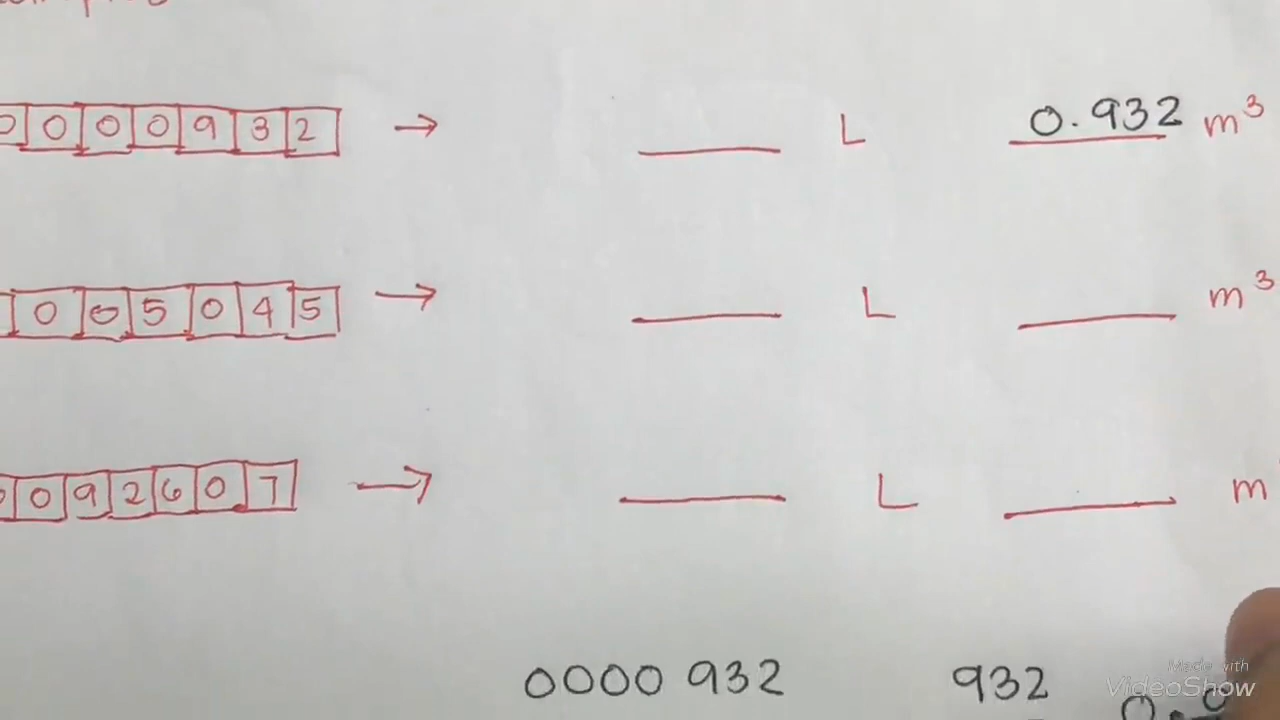 0 0 0 0 9 3 2 → ____ L 0.932 m³
0 0 5 0 4 5 → ____ L ____ m³
0 0 9 2 6 0 7 → ____ L ____ m
0000 932 932
Made with
VideoShow